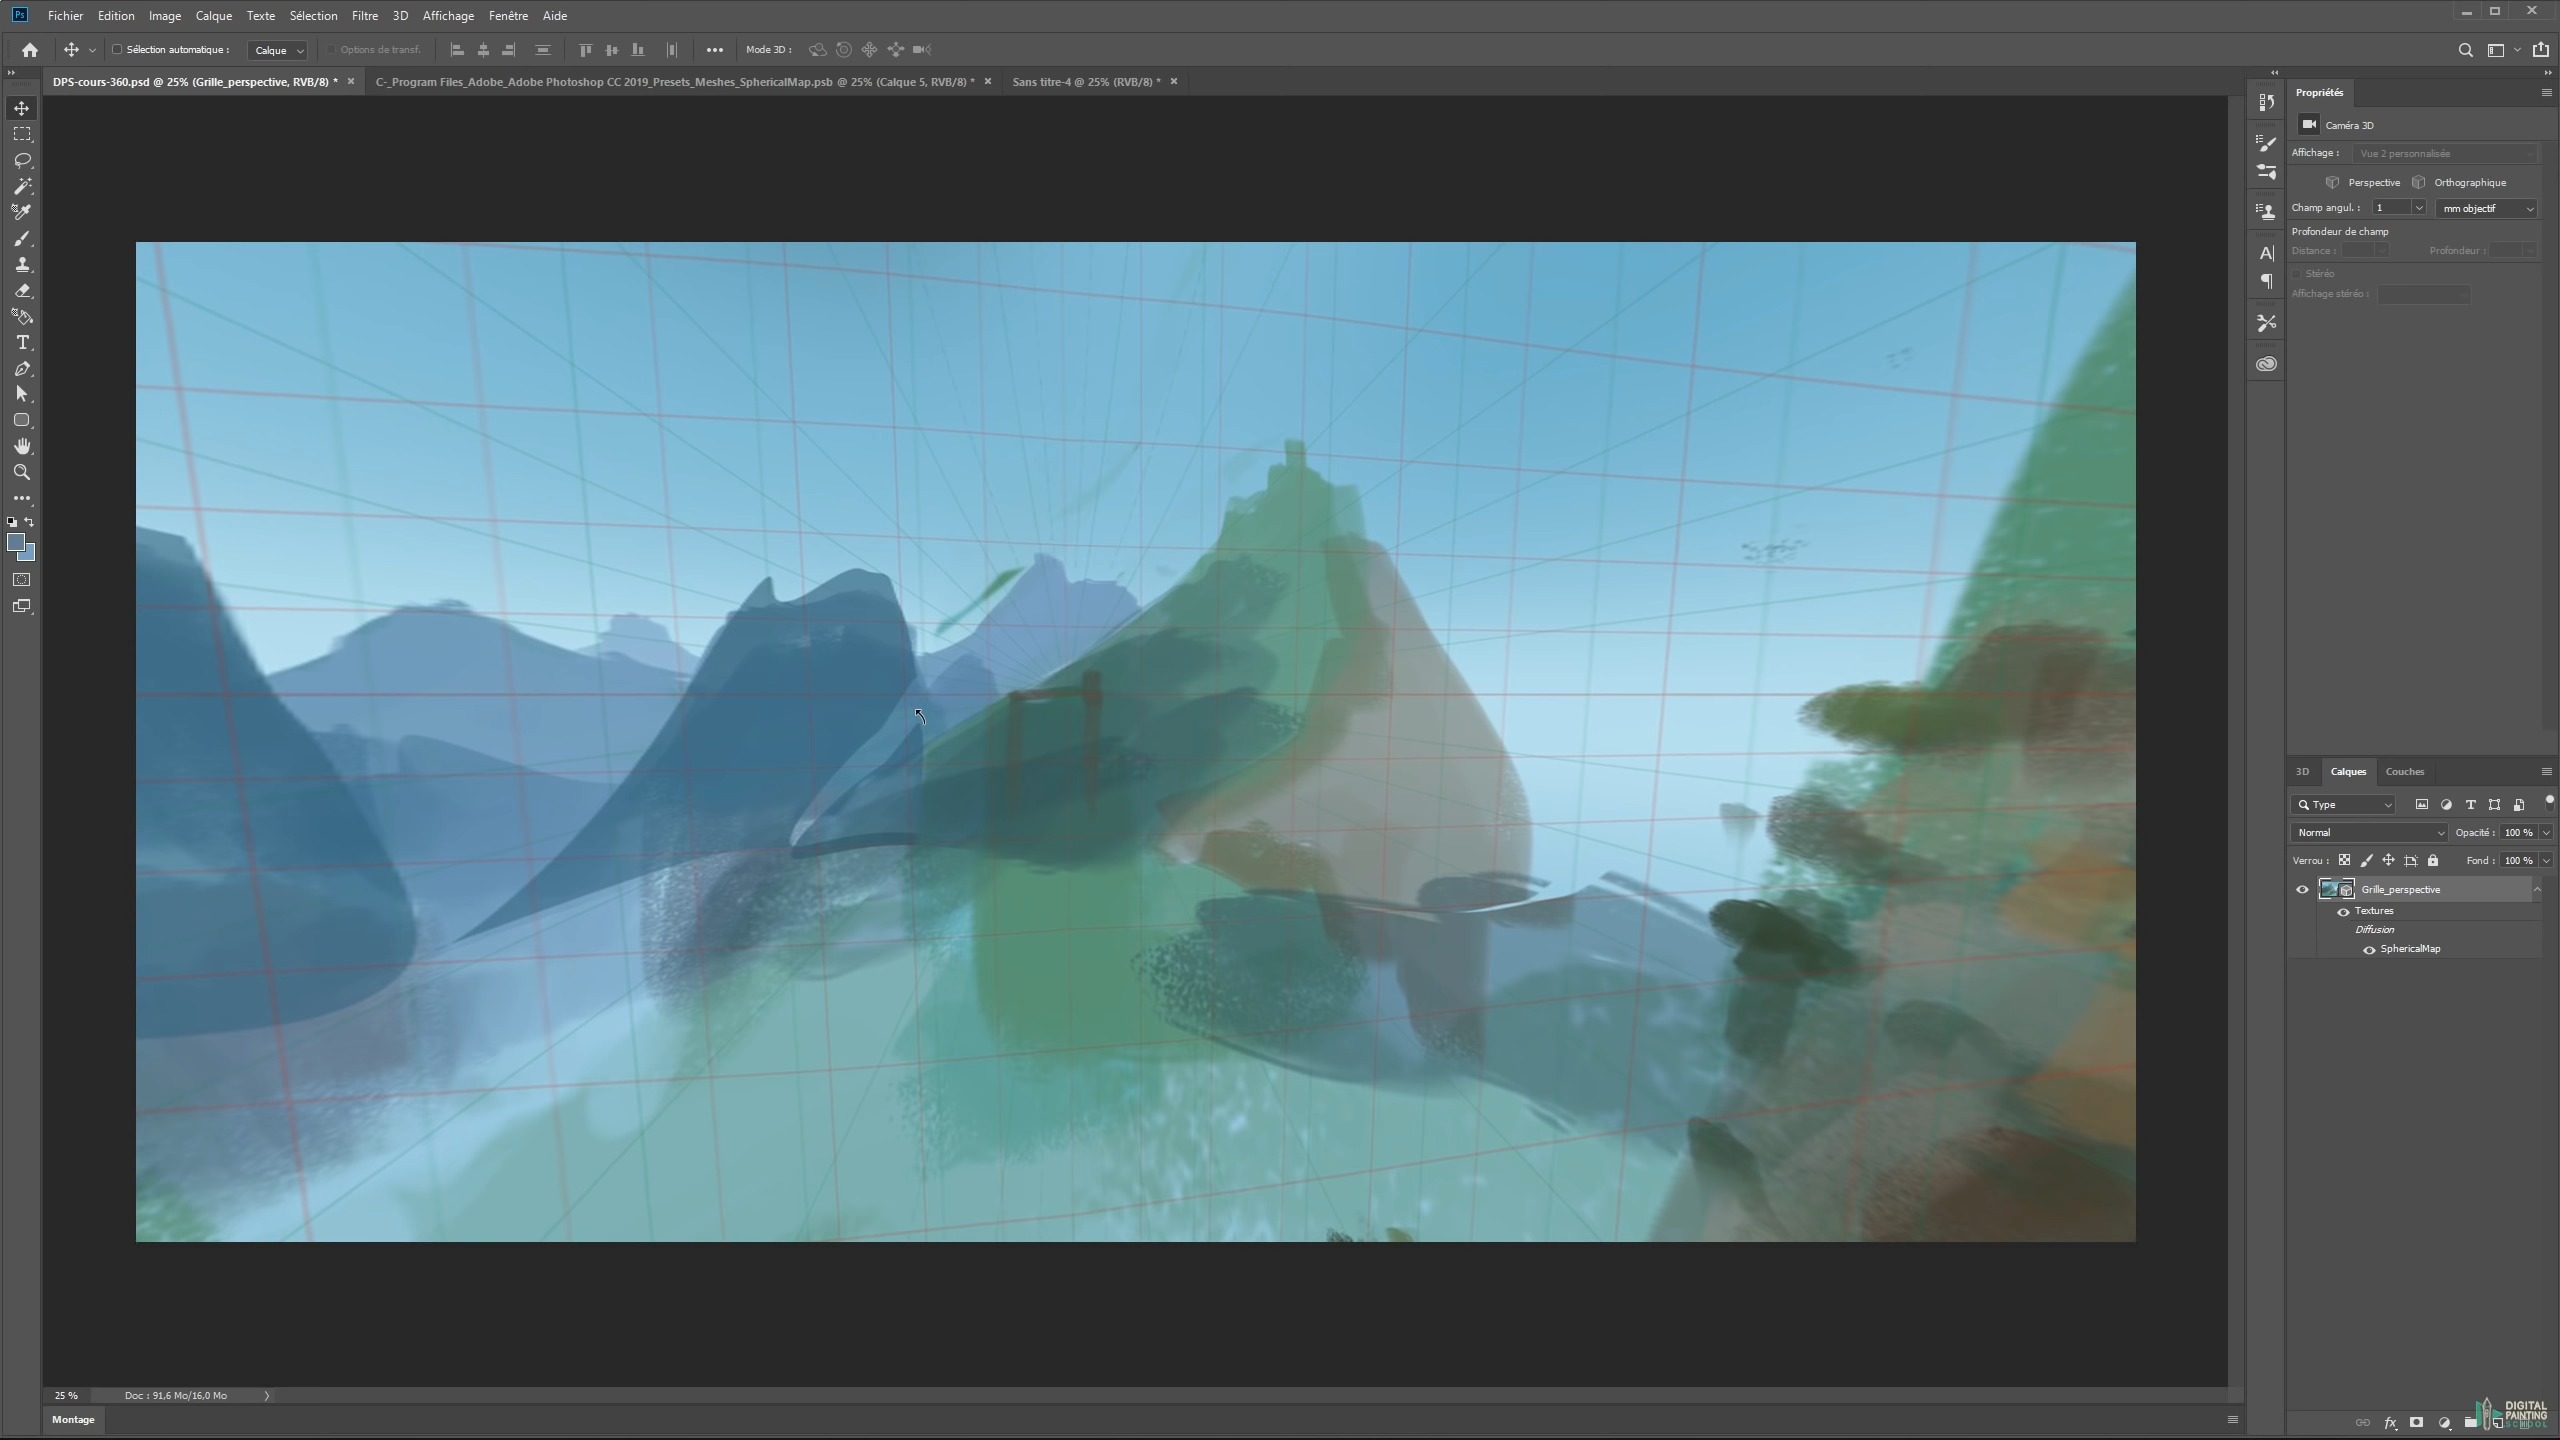 Ps Fichier Edition Image Calque Texte Sélection Filtre 3D Affichage Fenêtre Aide
Sélection automatique : Calque Options de transf. Mode 3D :
DPS-cours-360.psd @ 25% (Grille_perspective, RVB/8) * C-_Program Files_Adobe_Adobe Photoshop CC 2019_Presets_Meshes_SphericalMap.psb @ 25% (Calque 5, RVB/8) * Sans titre-4 @ 25% (RVB/8) *
Propriétés
Caméra 3D
Affichage : Vue 2 personnalisée
Perspective Orthographique
Champ angul. : 1 mm objectif
Profondeur de champ
Distance : Profondeur :
Stéréo
Affichage stéréo :
3D Calques Couches
Type
Normal Opacité : 100 %
Verrou : Fond : 100 %
Grille_perspective
Textures
Diffusion
SphericalMap
25 % Doc : 91,6 Mo/16,0 Mo
Montage
fx
DIGITAL
PAINTING
SCHOOL